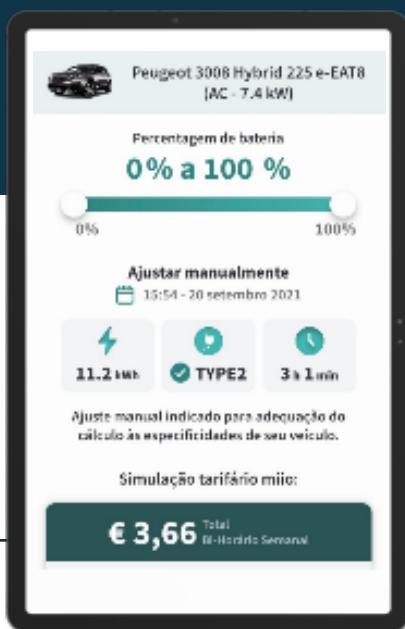 Peugeot 3008 Hybrid 225 e-EAT8
(AC - 7.4 kW)
Percentagem de bateria
0% a 100 %
0%
100%
Ajustar manualmente
15:54 - 20 setembro 2021
11.2 kWh
TYPE2
3 h 1 min
Ajuste manual indicado para adequação do
cálculo às especificidades de seu veículo.
Simulação tarifário miio:
€ 3,66 Total
Bi-Horário Semanal